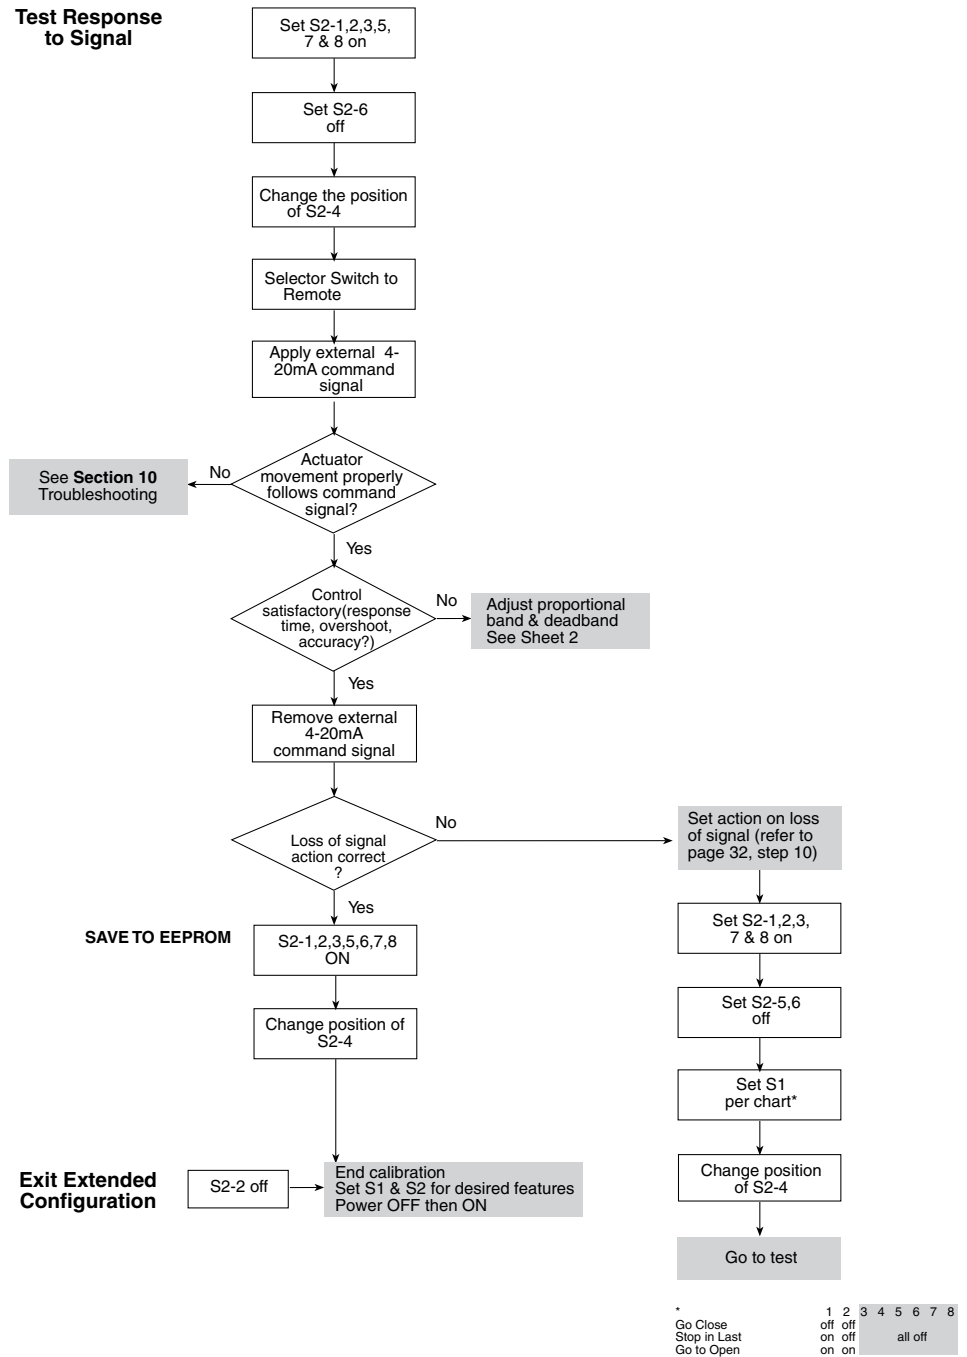 Test Response
to Signal
Set S2-1,2,3,5,
7 & 8 on
Set S2-6
off
Change the position
of S2-4
Selector Switch to
Remote
Apply external 4-
20mA command
signal
Actuator
movement properly
follows command
signal?
No
See Section 10
Troubleshooting
Yes
Control
satisfactory(response
time, overshoot,
accuracy?)
No
Adjust proportional
band & deadband
See Sheet 2
Yes
Remove external
4-20mA
command signal
Loss of signal
action correct
?
No
Set action on loss
of signal (refer to
page 32, step 10)
Yes
SAVE TO EEPROM
S2-1,2,3,5,6,7,8
ON
Change position of
S2-4
Set S2-1,2,3,
7 & 8 on
Set S2-5,6
off
Set S1
per chart*
Change position
of S2-4
Go to test
Exit Extended
Configuration
S2-2 off
End calibration
Set S1 & S2 for desired features
Power OFF then ON
* 1 2 3 4 5 6 7 8
Go Close off off
Stop in Last on off all off
Go to Open on on